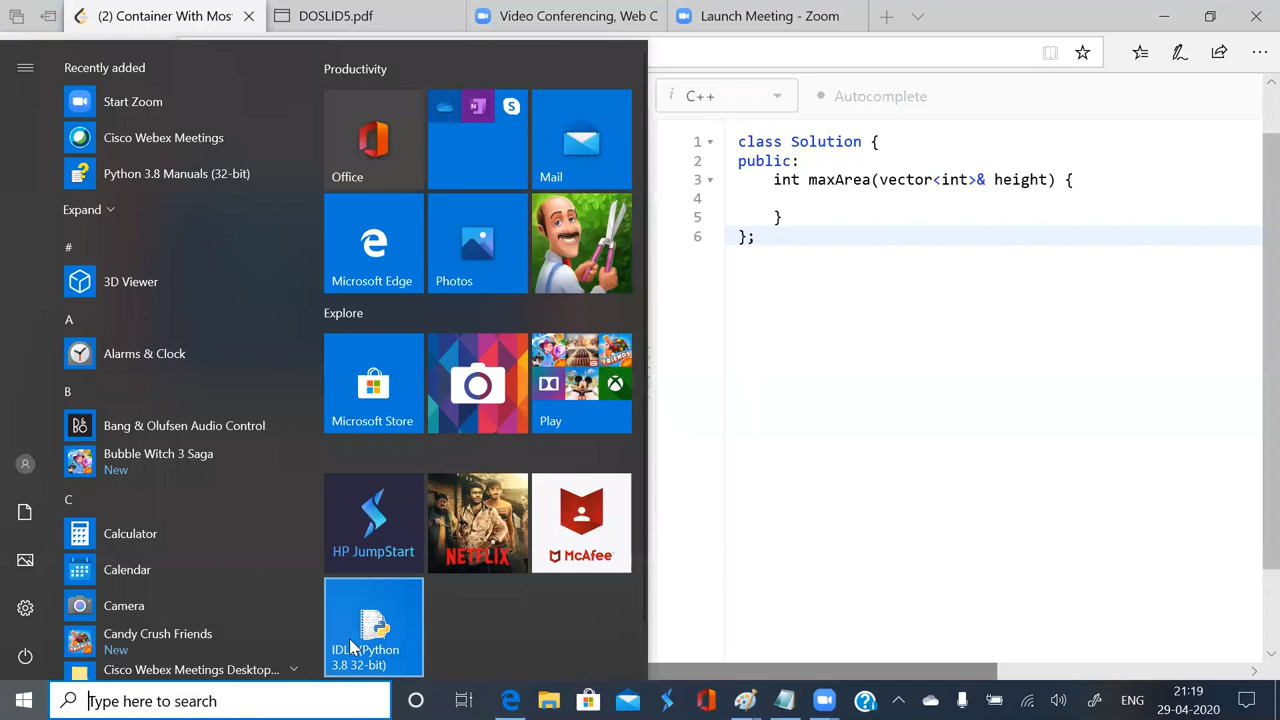 (2) Container With Mos
DOSLID5.pdf
Video Conferencing, Web C
Launch Meeting - Zoom
Recently added
Start Zoom
Cisco Webex Meetings
Python 3.8 Manuals (32-bit)
Expand
#
3D Viewer
A
Alarms & Clock
B
Bang & Olufsen Audio Control
Bubble Witch 3 Saga
New
C
Calculator
Calendar
Camera
Candy Crush Friends
New
Cisco Webex Meetings Desktop...
Productivity
Office
Mail
Microsoft Edge
Photos
Explore
Microsoft Store
Play
HP JumpStart
NETFLIX
McAfee
IDLE (Python
3.8 32-bit)
C++
Autocomplete
1 class Solution {
2 public:
3 int maxArea(vector<int>& height) {
4
5 }
6 };
Type here to search
ENG
21:19
29-04-2020